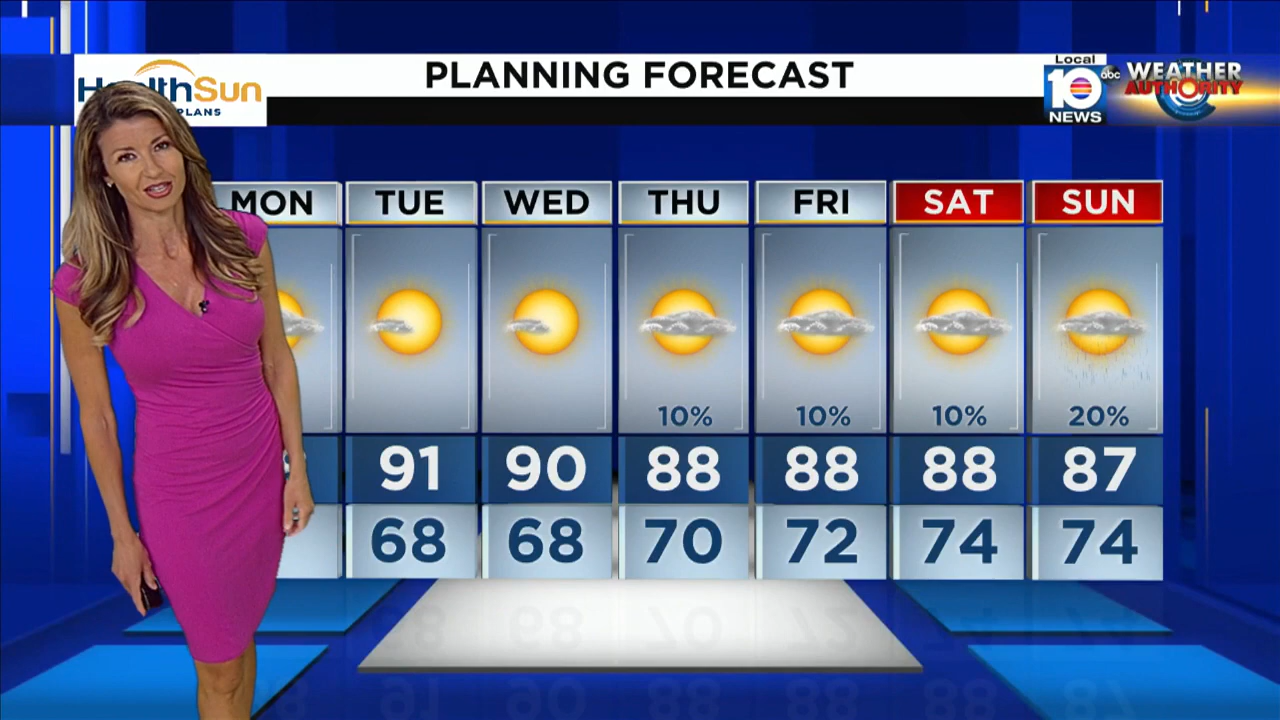 PLANNING FORECAST
HealthSun
PLANS
Local
10
abc
NEWS
WEATHER
AUTHORITY
MON TUE WED THU FRI SAT SUN
10% 10% 10% 20%
91 90 88 88 88 87
68 68 70 72 74 74